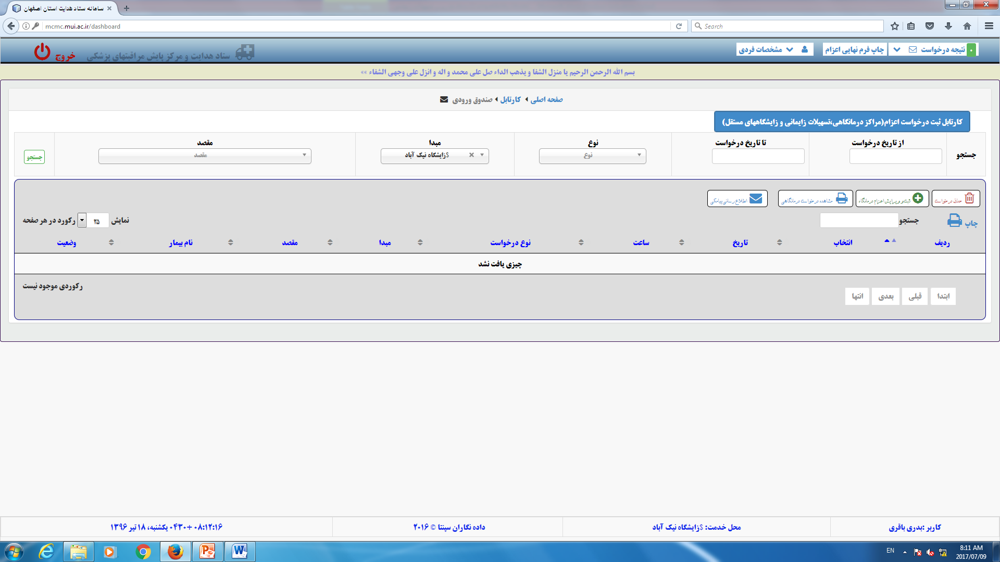 سامانه ستاد هدایت استان اصفهان
mcmc.mui.ac.ir/dashboard
Search
نتیجه درخواست
چاپ فرم نهایی اعزام
مشخصات فردی
ستاد هدایت و مرکز پایش مراقبتهای پزشکی
خروج
بسم الله الرحمن الرحیم یا منزل الشفا و یذهب الداء صل علی محمد و اله و انزل علی وجهی الشفاء »»
صفحه اصلی
کارتابل
صندوق ورودی
کارتابل ثبت درخواست اعزام(مراکز درمانگاهی،تسهیلات زایمانی و زایشگاههای مستقل)
جستجو
از تاریخ درخواست
تا تاریخ درخواست
نوع
نوع
مبدا
$زایشگاه نیک آباد
مقصد
مقصد
جستجو
حذف درخواست
ثبت و ویرایش اعزام درمانگاه
مشاهده درخواست درمانگاهی
اطلاع رسانی پیامکی
چاپ
جستجو
نمایش ۲۵ رکورد در هر صفحه
ردیف انتخاب تاریخ ساعت نوع درخواست مبدا مقصد نام بیمار وضعیت
چیزی یافت نشد
رکوردی موجود نیست
ابتدا قبلی بعدی انتها
کاربر :بدری باقری
محل خدمت: $زایشگاه نیک آباد
داده نگاران سپنتا © ۲۰۱۶
۰۸:۱۲:۱۶ +۰۴۳۰ یکشنبه، ۱۸ تیر ۱۳۹۶
EN
8:11 AM
2017/07/09